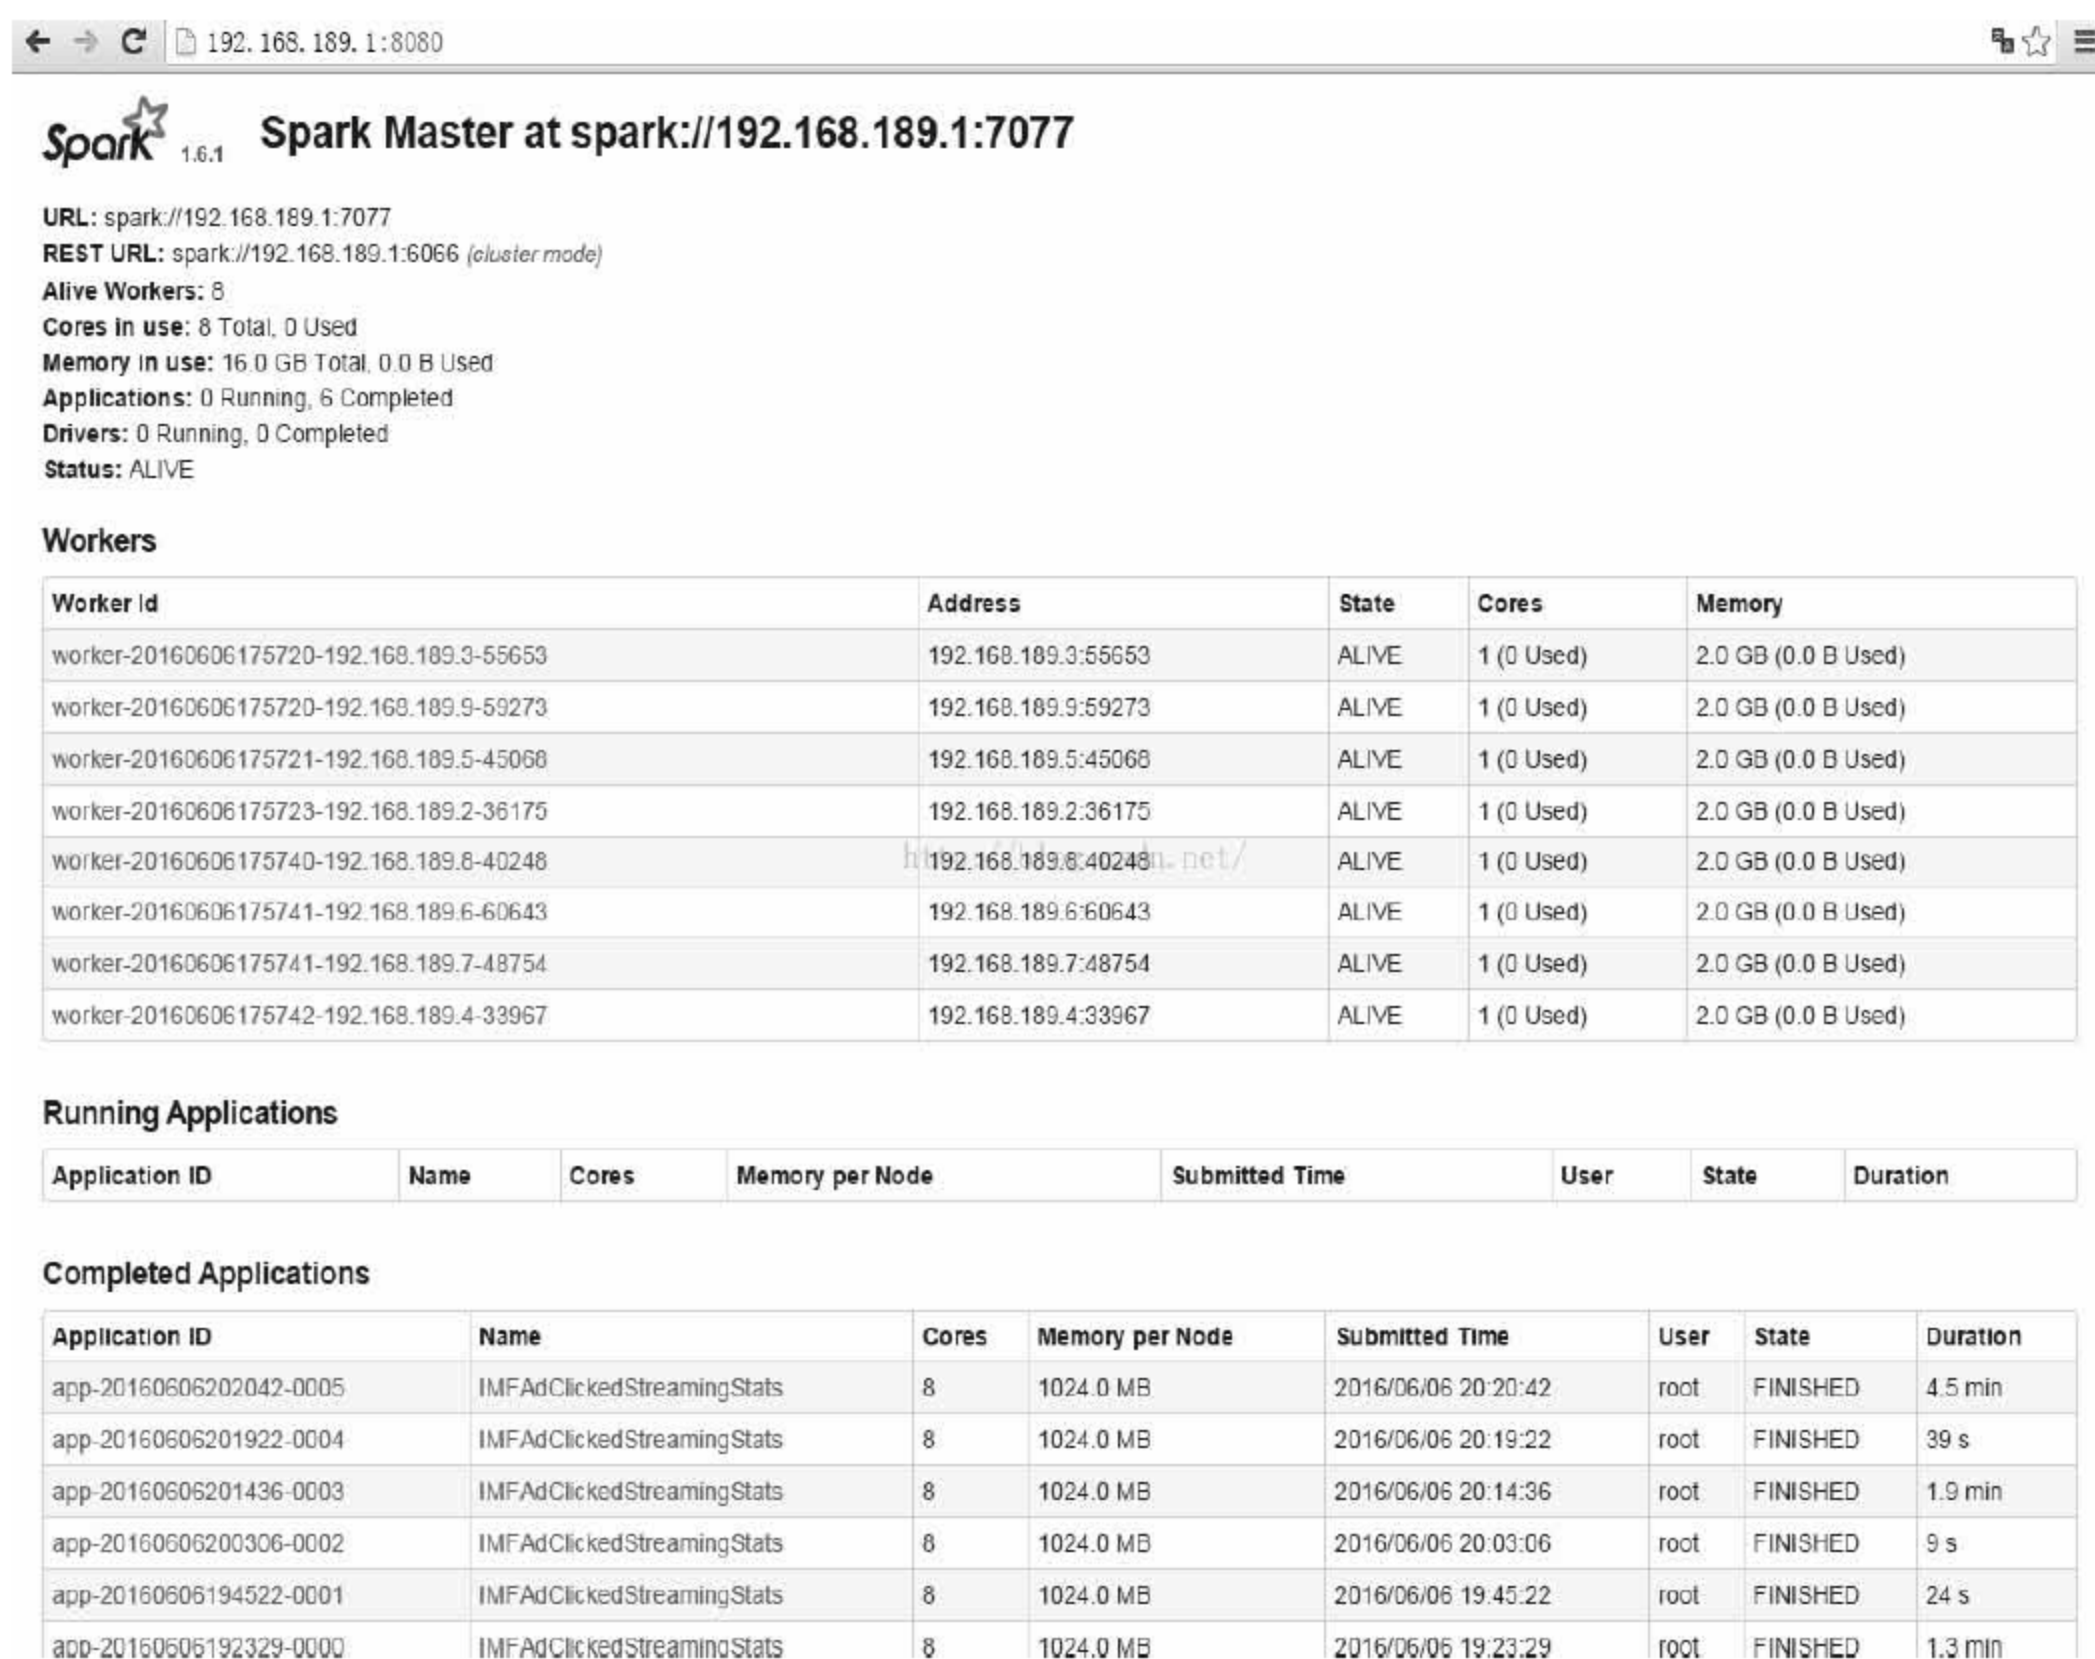 192.168.189.1:8080
Spark 1.6.1 Spark Master at spark://192.168.189.1:7077
URL: spark://192.168.189.1:7077
REST URL: spark://192.168.189.1:6066 (cluster mode)
Alive Workers: 8
Cores in use: 8 Total, 0 Used
Memory in use: 16.0 GB Total, 0.0 B Used
Applications: 0 Running, 6 Completed
Drivers: 0 Running, 0 Completed
Status: ALIVE
Workers
Worker Id Address State Cores Memory
worker-20160606175720-192.168.189.3-55653 192.168.189.3:55653 ALIVE 1 (0 Used) 2.0 GB (0.0 B Used)
worker-20160606175720-192.168.189.9-59273 192.168.189.9:59273 ALIVE 1 (0 Used) 2.0 GB (0.0 B Used)
worker-20160606175721-192.168.189.5-45068 192.168.189.5:45068 ALIVE 1 (0 Used) 2.0 GB (0.0 B Used)
worker-20160606175723-192.168.189.2-36175 192.168.189.2:36175 ALIVE 1 (0 Used) 2.0 GB (0.0 B Used)
worker-20160606175740-192.168.189.8-40248 192.168.189.8:40248 ALIVE 1 (0 Used) 2.0 GB (0.0 B Used)
worker-20160606175741-192.168.189.6-60643 192.168.189.6:60643 ALIVE 1 (0 Used) 2.0 GB (0.0 B Used)
worker-20160606175741-192.168.189.7-48754 192.168.189.7:48754 ALIVE 1 (0 Used) 2.0 GB (0.0 B Used)
worker-20160606175742-192.168.189.4-33967 192.168.189.4:33967 ALIVE 1 (0 Used) 2.0 GB (0.0 B Used)
Running Applications
Application ID Name Cores Memory per Node Submitted Time User State Duration
Completed Applications
Application ID Name Cores Memory per Node Submitted Time User State Duration
app-20160606202042-0005 IMFAdClickedStreamingStats 8 1024.0 MB 2016/06/06 20:20:42 root FINISHED 4.5 min
app-20160606201922-0004 IMFAdClickedStreamingStats 8 1024.0 MB 2016/06/06 20:19:22 root FINISHED 39 s
app-20160606201436-0003 IMFAdClickedStreamingStats 8 1024.0 MB 2016/06/06 20:14:36 root FINISHED 1.9 min
app-20160606200306-0002 IMFAdClickedStreamingStats 8 1024.0 MB 2016/06/06 20:03:06 root FINISHED 9 s
app-20160606194522-0001 IMFAdClickedStreamingStats 8 1024.0 MB 2016/06/06 19:45:22 root FINISHED 24 s
app-20160606192329-0000 IMFAdClickedStreamingStats 8 1024.0 MB 2016/06/06 19:23:29 root FINISHED 1.3 min